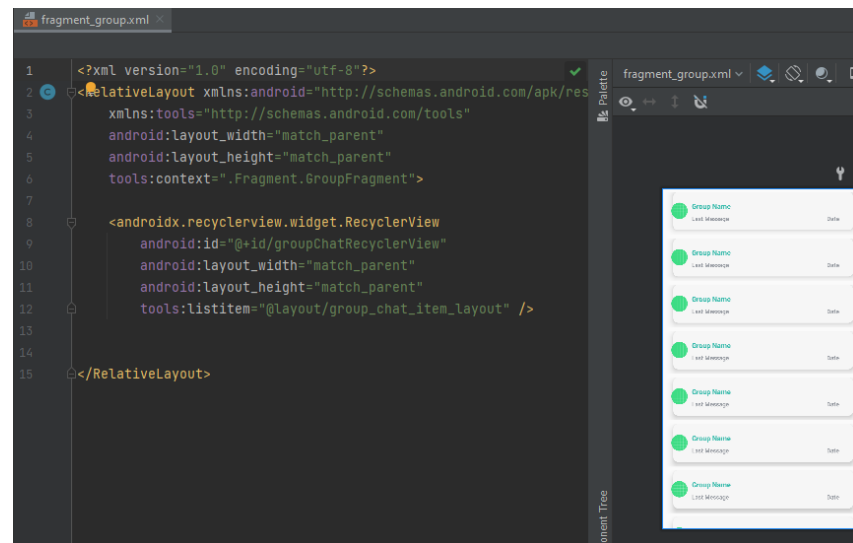 fragment_group.xml
1 <?xml version="1.0" encoding="utf-8"?>
2 <RelativeLayout xmlns:android="http://schemas.android.com/apk/res
3 xmlns:tools="http://schemas.android.com/tools"
4 android:layout_width="match_parent"
5 android:layout_height="match_parent"
6 tools:context=".Fragment.GroupFragment">
7
8 <androidx.recyclerview.widget.RecyclerView
9 android:id="@+id/groupChatRecyclerView"
10 android:layout_width="match_parent"
11 android:layout_height="match_parent"
12 tools:listitem="@layout/group_chat_item_layout" />
13
14
15 </RelativeLayout>
Palette
onent Tree
fragment_group.xml
Group Name
Last Message Date
Group Name
Last Message Date
Group Name
Last Message Date
Group Name
Last Message Date
Group Name
Last Message Date
Group Name
Last Message Date
Group Name
Last Message Date